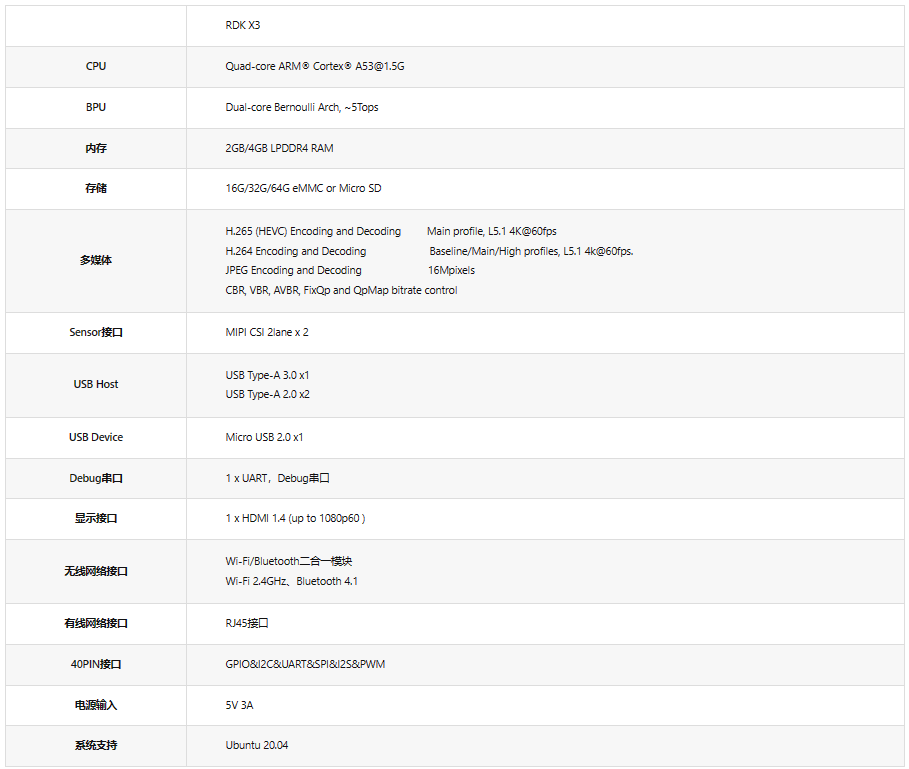 RDK X3
CPU Quad-core ARM® Cortex® A53@1.5G
BPU Dual-core Bernoulli Arch, ~5Tops
内存 2GB/4GB LPDDR4 RAM
存储 16G/32G/64G eMMC or Micro SD
多媒体
H.265 (HEVC) Encoding and Decoding Main profile, L5.1 4K@60fps
H.264 Encoding and Decoding Baseline/Main/High profiles, L5.1 4k@60fps.
JPEG Encoding and Decoding 16Mpixels
CBR, VBR, AVBR, FixQp and QpMap bitrate control
Sensor接口 MIPI CSI 2lane x 2
USB Host
USB Type-A 3.0 x1
USB Type-A 2.0 x2
USB Device Micro USB 2.0 x1
Debug串口 1 x UART，Debug串口
显示接口 1 x HDMI 1.4 (up to 1080p60 )
无线网络接口
Wi-Fi/Bluetooth二合一模块
Wi-Fi 2.4GHz、Bluetooth 4.1
有线网络接口 RJ45接口
40PIN接口 GPIO&I2C&UART&SPI&I2S&PWM
电源输入 5V 3A
系统支持 Ubuntu 20.04